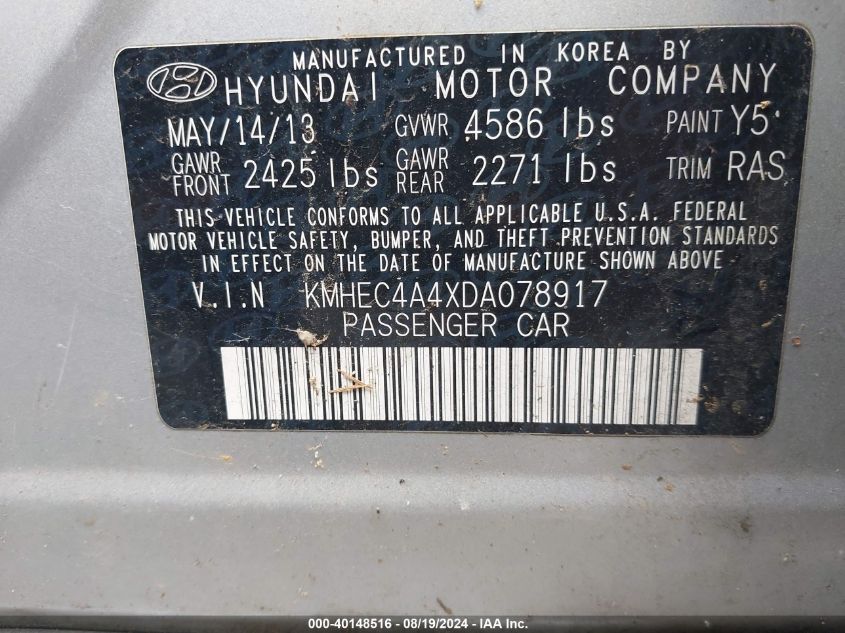 MANUFACTURED IN KOREA BY
HYUNDAI MOTOR COMPANY
MAY/14/13 GVWR 4586 lbs PAINT Y5
GAWR FRONT 2425 lbs GAWR REAR 2271 lbs TRIM RAS
THIS VEHICLE CONFORMS TO ALL APPLICABLE U.S.A. FEDERAL
MOTOR VEHICLE SAFETY, BUMPER, AND THEFT PREVENTION STANDARDS
IN EFFECT ON THE DATE OF MANUFACTURE SHOWN ABOVE
V.I.N KMHEC4A4XDA078917
PASSENGER CAR
000-40148516 - 08/19/2024 - IAA Inc.